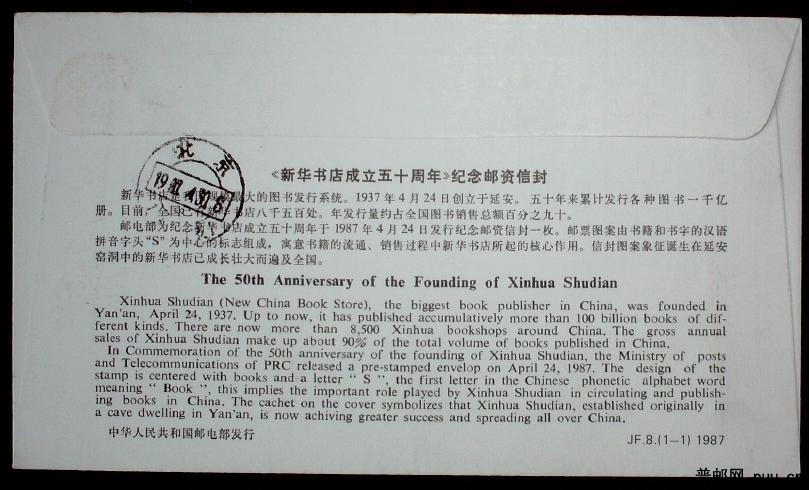 北京
《新华书店成立五十周年》纪念邮资信封
新华书店是 最大的图书发行系统。1937年4月24日创立于延安。五十年来累计发行各种图书一千亿
册。目前,全国已有新华书店八千五百处。年发行量约占全国图书销售总额百分之九十。
邮电部为纪念新华书店成立五十周年于1987年4月24日发行纪念邮资信封一枚。邮票图案由书籍和书字的汉语
拼音字头“S”为中心的标志组成,寓意书籍的流通、销售过程中新华书店所起的核心作用。信封图案象征诞生在延安
窑洞中的新华书店已成长壮大而遍及全国。
The 50th Anniversary of the Founding of Xinhua Shudian
Xinhua Shudian (New China Book Store), the biggest book publisher in China, was founded in
Yan'an, April 24, 1937. Up to now, it has published accumulatively more than 100 billion books of dif-
ferent kinds. There are now more than 8,500 Xinhua bookshops around China. The gross annual
sales of Xinhua Shudian make up about 90% of the total volume of books published in China.
In Commemoration of the 50th anniversary of the founding of Xinhua Shudian, the Ministry of posts
and Telecommunications of PRC released a pre-stamped envelop on April 24, 1987. The design of the
stamp is centered with books and a letter “ S ”, the first letter in the Chinese phonetic alphabet word
meaning “ Book ”, this implies the important role played by Xinhua Shudian in circulating and publish-
ing books in China. The cachet on the cover symbolizes that Xinhua Shudian, established originally in
a cave dwelling in Yan'an, is now achiving greater success and spreading all over China.
中华人民共和国邮电部发行
JF.8.(1-1) 1987
普邮网